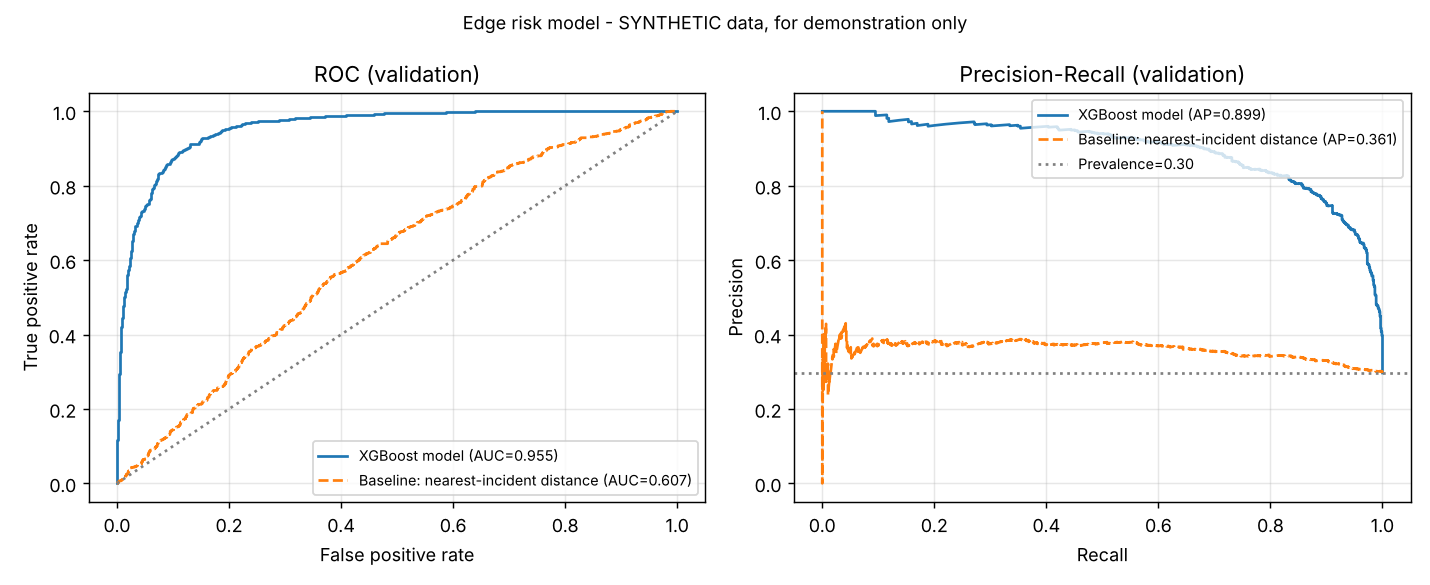 Edge risk model - SYNTHETIC data, for demonstration only
ROC (validation)
True positive rate
1.0
0.8
0.6
0.4
0.2
0.0
XGBoost model (AUC=0.955)
Baseline: nearest-incident distance (AUC=0.607)
0.0 0.2 0.4 0.6 0.8 1.0
False positive rate
Precision-Recall (validation)
Precision
1.0
0.8
0.6
0.4
0.2
0.0
XGBoost model (AP=0.899)
Baseline: nearest-incident distance (AP=0.361)
Prevalence=0.30
0.0 0.2 0.4 0.6 0.8 1.0
Recall